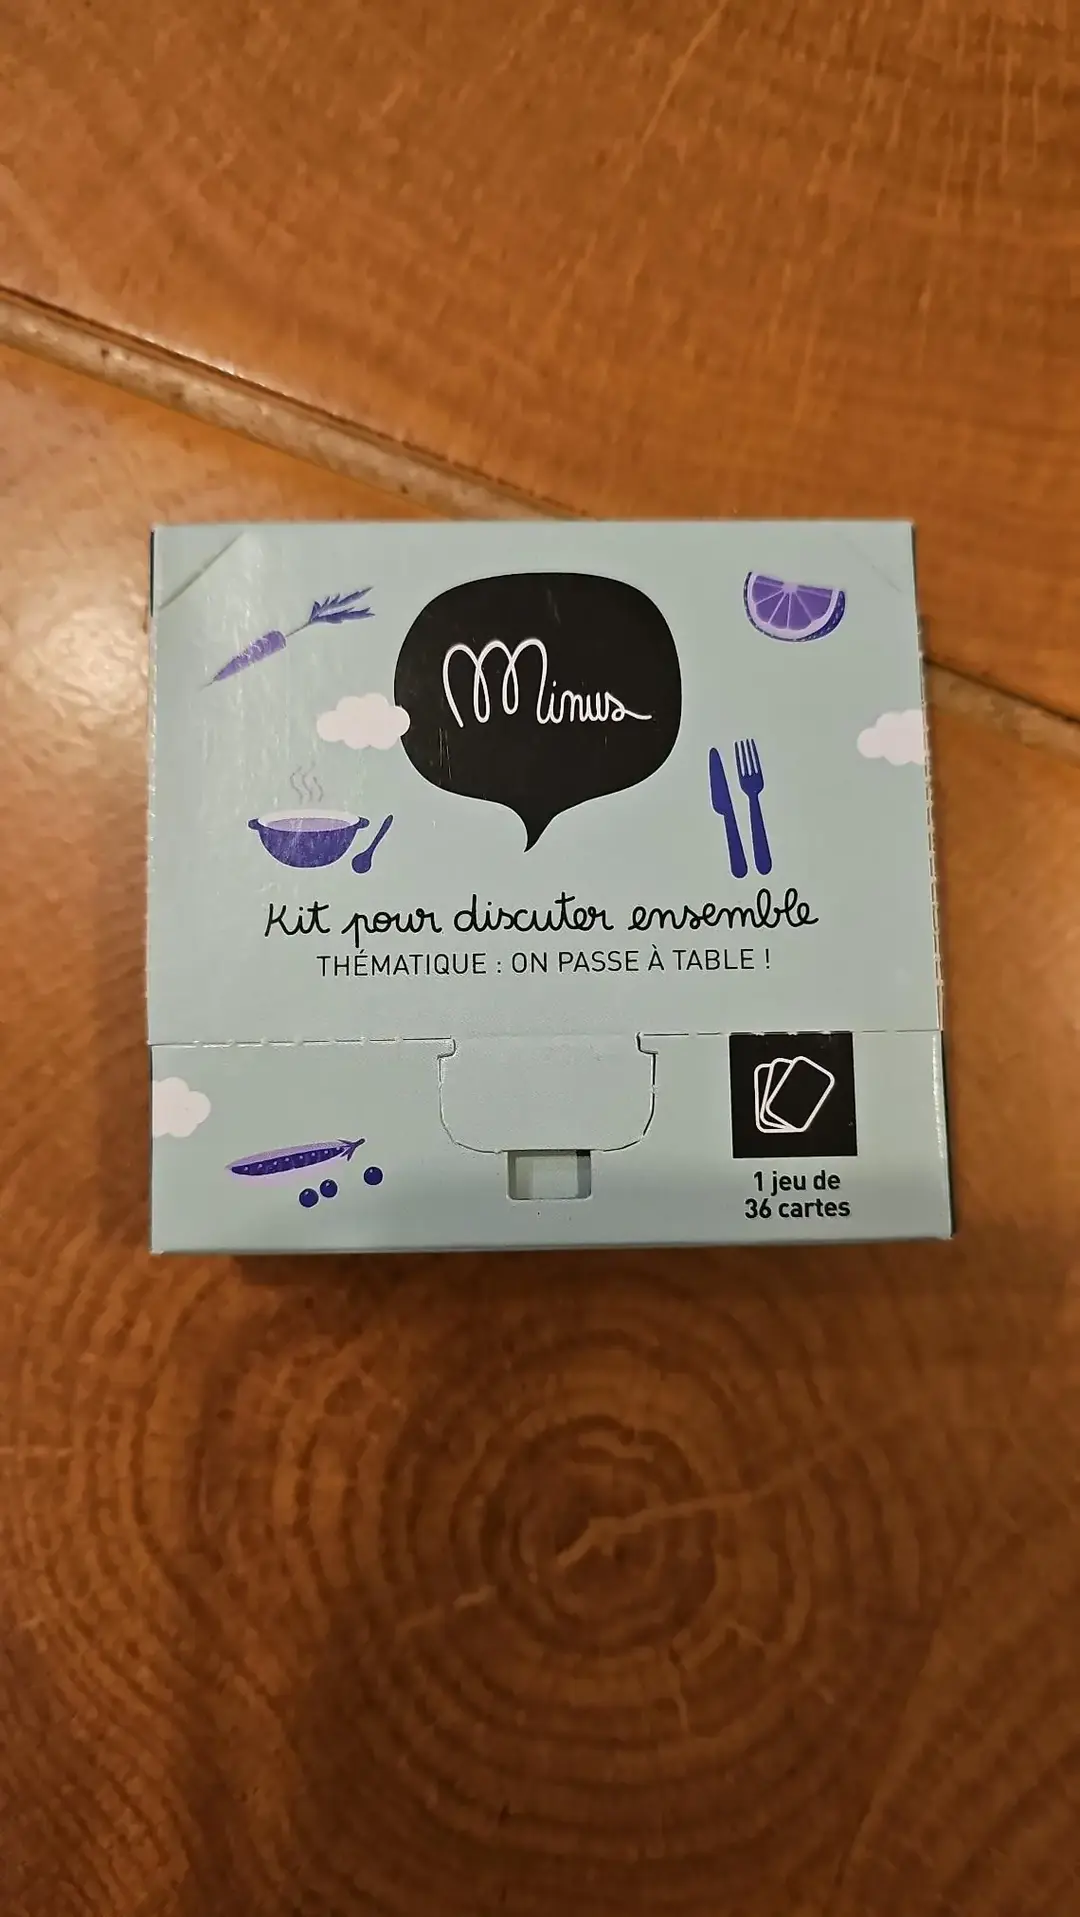 Minus
Kit pour discuter ensemble
THÉMATIQUE : ON PASSE À TABLE !
1 jeu de
36 cartes